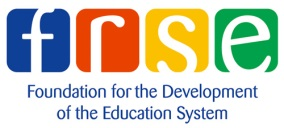 frse
Foundation for the Development
of the Education System